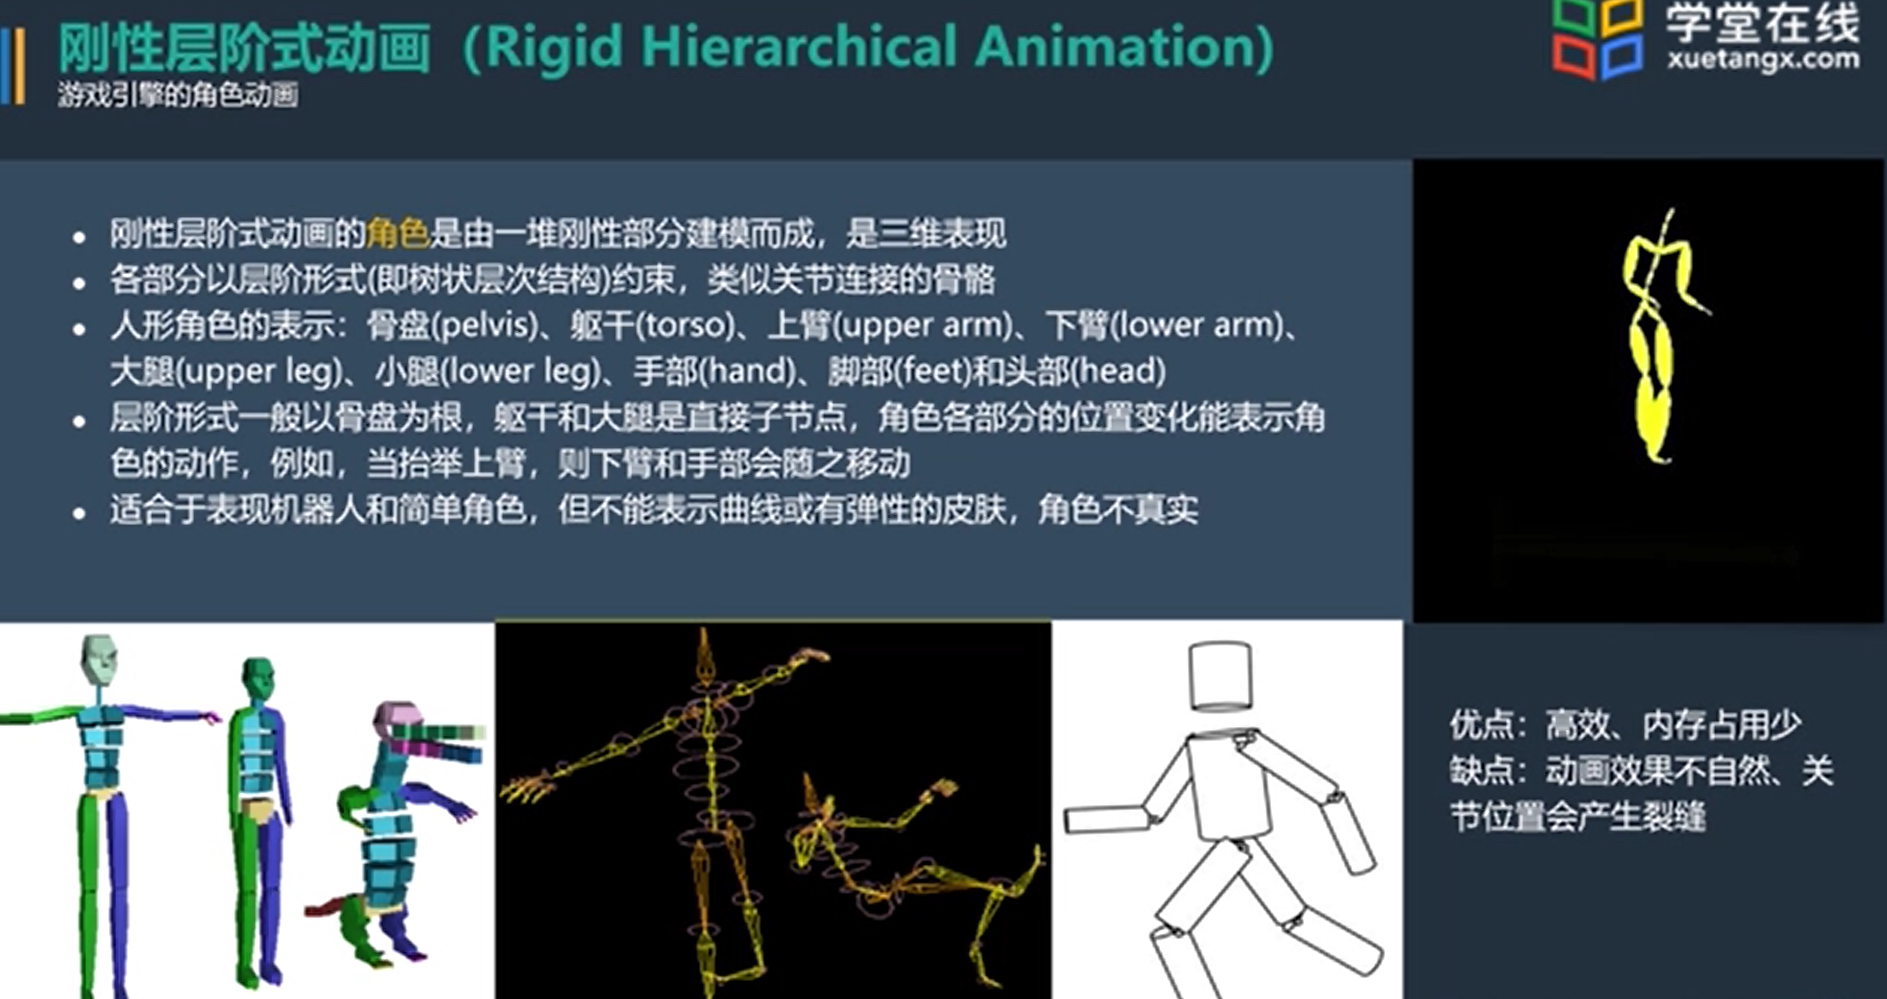 刚性层阶式动画（Rigid Hierarchical Animation)
游戏引擎的角色动画
学堂在线
xuetangx.com
• 刚性层阶式动画的角色是由一堆刚性部分建模而成，是三维表现
• 各部分以层阶形式(即树状层次结构)约束，类似关节连接的骨骼
• 人形角色的表示：骨盘(pelvis)、躯干(torso)、上臂(upper arm)、下臂(lower arm)、
大腿(upper leg)、小腿(lower leg)、手部(hand)、脚部(feet)和头部(head)
• 层阶形式一般以骨盘为根，躯干和大腿是直接子节点，角色各部分的位置变化能表示角
色的动作，例如，当抬举上臂，则下臂和手部会随之移动
• 适合于表现机器人和简单角色，但不能表示曲线或有弹性的皮肤，角色不真实
优点：高效、内存占用少
缺点：动画效果不自然、关
节位置会产生裂缝